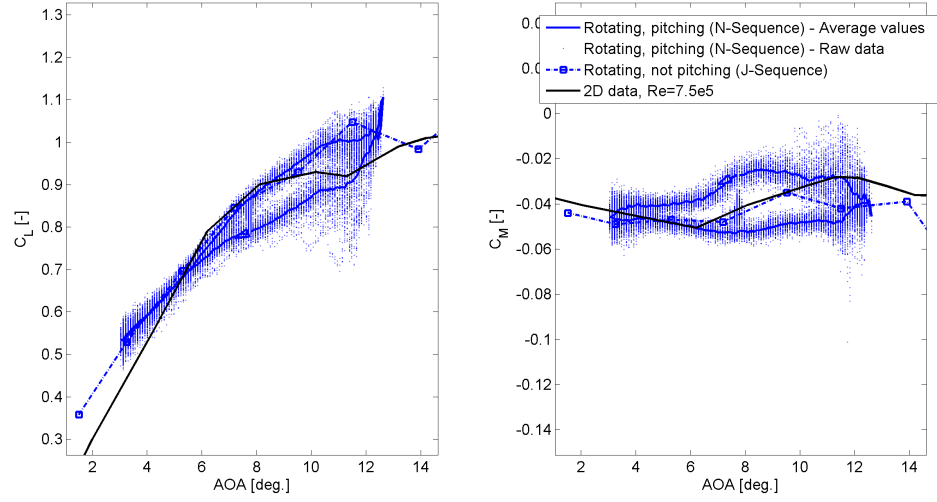 1.3
1.2
1.1
1
0.9
0.8
0.7
0.6
0.5
0.4
0.3
C_L [-]
2 4 6 8 10 12 14
AOA [deg.]
Rotating, pitching (N-Sequence) - Average values
Rotating, pitching (N-Sequence) - Raw data
Rotating, not pitching (J-Sequence)
2D data, Re=7.5e5
0
-0.02
-0.04
-0.06
-0.08
-0.1
-0.12
-0.14
C_M [-]
2 4 6 8 10 12 14
AOA [deg.]